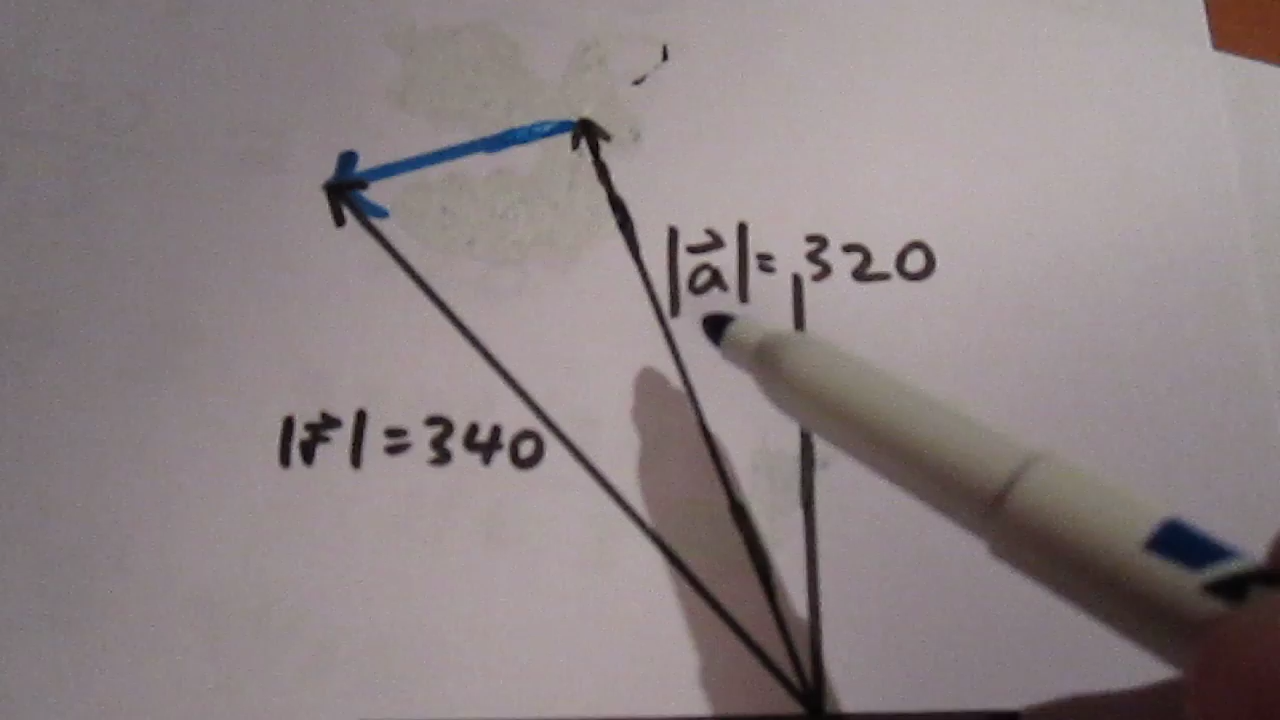 |a⃗| = 320
|r⃗| = 340